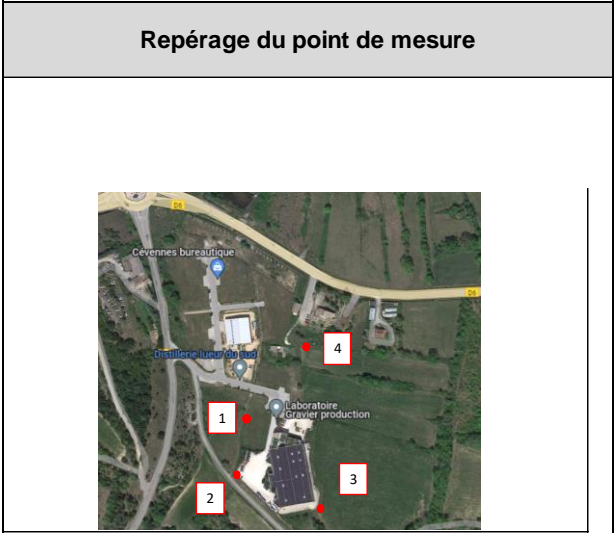 Repérage du point de mesure
D6
Cévennes bureautique
D6
4
Distillerie lueur du sud
1
Laboratoire
Gravier production
3
2